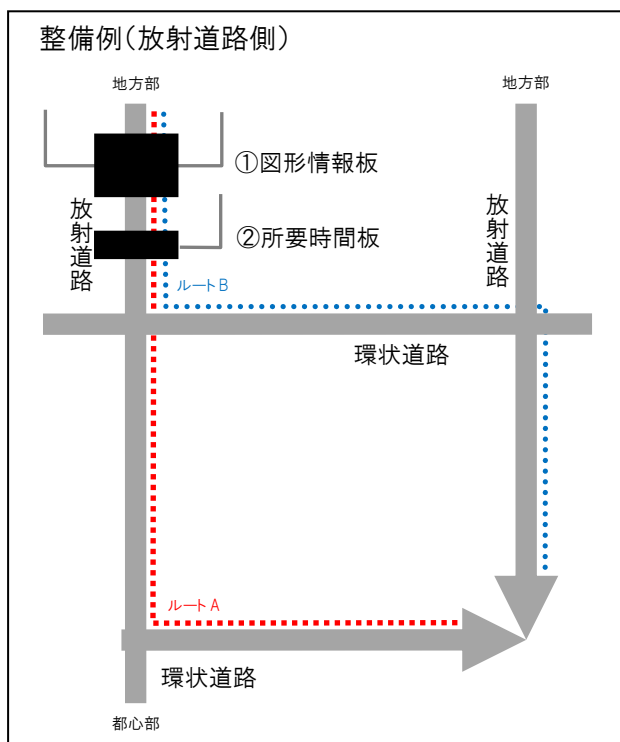 整備例(放射道路側)
地方部
地方部
①図形情報板
放射道路
放射道路
②所要時間板
ルートB
環状道路
ルートA
環状道路
都心部